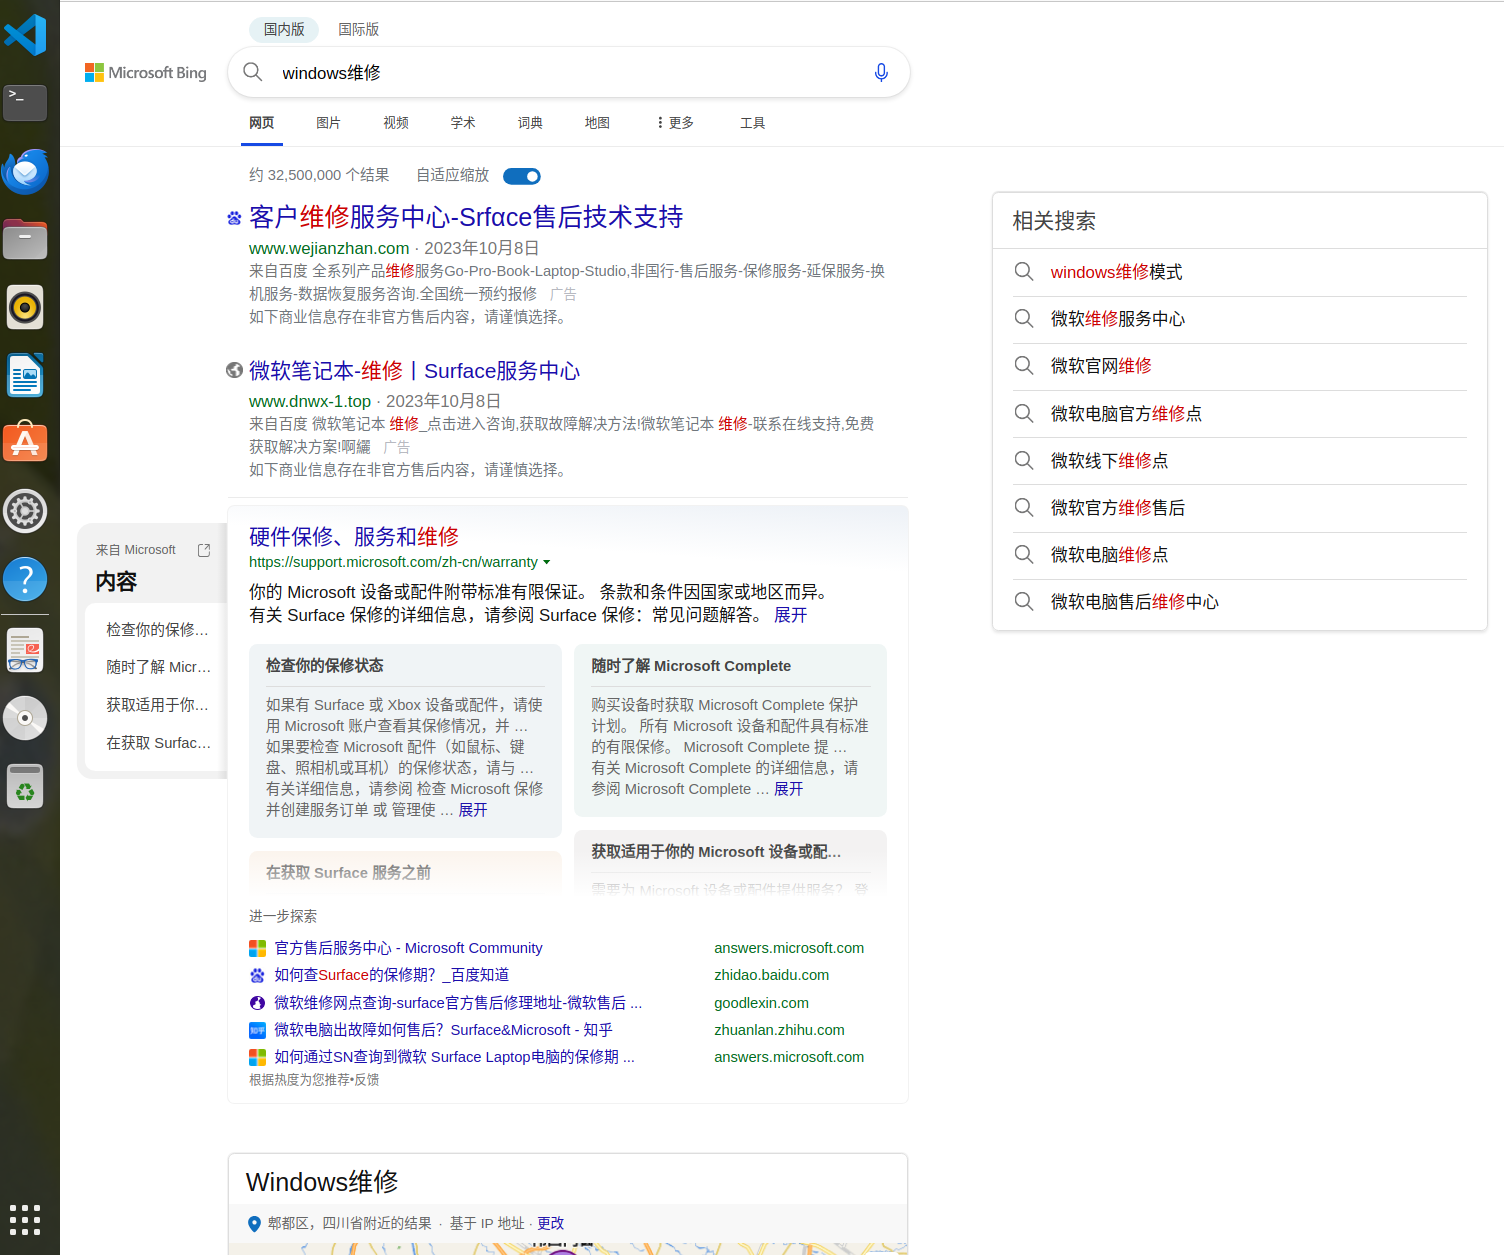 国内版 国际版
Microsoft Bing
windows维修
网页 图片 视频 学术 词典 地图 更多 工具
约 32,500,000 个结果 自适应缩放
客户维修服务中心-Srfαce售后技术支持
www.wejianzhan.com · 2023年10月8日
来自百度 全系列产品维修服务Go-Pro-Book-Laptop-Studio,非国行-售后服务-保修服务-延保服务-换
机服务-数据恢复服务咨询.全国统一预约报修 广告
如下商业信息存在非官方售后内容，请谨慎选择。
微软笔记本-维修丨Surface服务中心
www.dnwx-1.top · 2023年10月8日
来自百度 微软笔记本 维修_点击进入咨询,获取故障解决方法!微软笔记本 维修-联系在线支持,免费
获取解决方案!啊纚 广告
如下商业信息存在非官方售后内容，请谨慎选择。
来自 Microsoft
内容
检查你的保修...
随时了解 Micr...
获取适用于你...
在获取 Surfac...
硬件保修、服务和维修
https://support.microsoft.com/zh-cn/warranty
你的 Microsoft 设备或配件附带标准有限保证。 条款和条件因国家或地区而异。
有关 Surface 保修的详细信息，请参阅 Surface 保修：常见问题解答。 展开
检查你的保修状态
如果有 Surface 或 Xbox 设备或配件，请使
用 Microsoft 账户查看其保修情况，并 ...
如果要检查 Microsoft 配件（如鼠标、键
盘、照相机或耳机）的保修状态，请与 ...
有关详细信息，请参阅 检查 Microsoft 保修
并创建服务订单 或 管理使 ... 展开
在获取 Surface 服务之前
随时了解 Microsoft Complete
购买设备时获取 Microsoft Complete 保护
计划。 所有 Microsoft 设备和配件具有标准
的有限保修。 Microsoft Complete 提 ...
有关 Microsoft Complete 的详细信息，请
参阅 Microsoft Complete ... 展开
获取适用于你的 Microsoft 设备或配...
需要为 Microsoft 设备或配件提供服务？ 登
进一步探索
官方售后服务中心 - Microsoft Community answers.microsoft.com
如何查Surface的保修期？_百度知道 zhidao.baidu.com
微软维修网点查询-surface官方售后修理地址-微软售后 ... goodlexin.com
知乎 微软电脑出故障如何售后？Surface&Microsoft - 知乎 zhuanlan.zhihu.com
如何通过SN查询到微软 Surface Laptop电脑的保修期 ... answers.microsoft.com
根据热度为您推荐•反馈
Windows维修
郫都区，四川省附近的结果 · 基于 IP 地址 · 更改
相关搜索
windows维修模式
微软维修服务中心
微软官网维修
微软电脑官方维修点
微软线下维修点
微软官方维修售后
微软电脑维修点
微软电脑售后维修中心